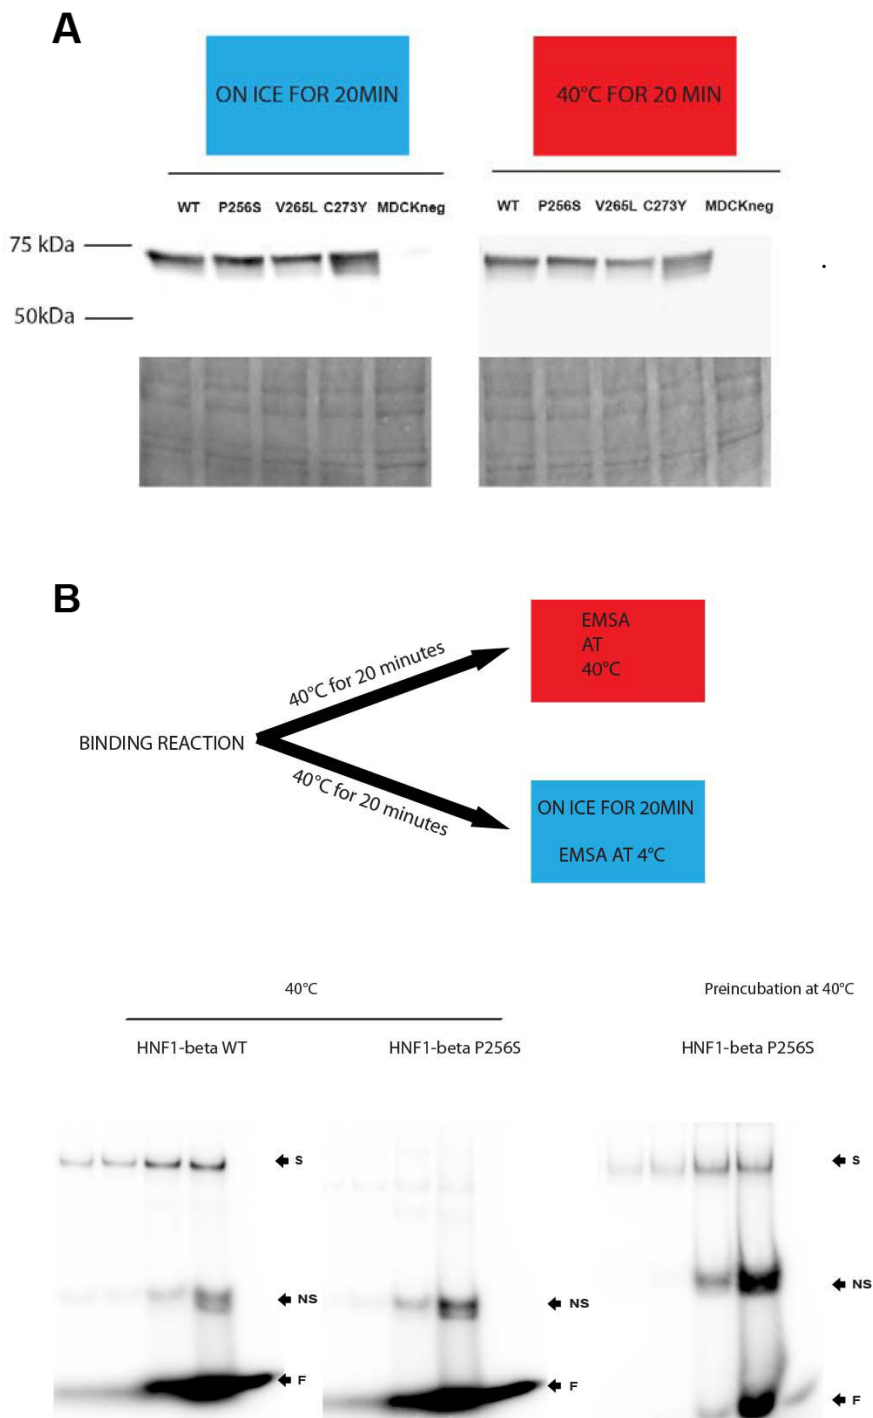 A
ON ICE FOR 20MIN
40°C FOR 20 MIN
WT P256S V265L C273Y MDCKneg
WT P256S V265L C273Y MDCKneg
75 kDa
50kDa
B
BINDING REACTION
40°C for 20 minutes
40°C for 20 minutes
EMSA
AT
40°C
ON ICE FOR 20MIN
EMSA AT 4°C
40°C
Preincubation at 40°C
HNF1-beta WT
HNF1-beta P256S
HNF1-beta P256S
S
S
NS
NS
NS
F
F
F